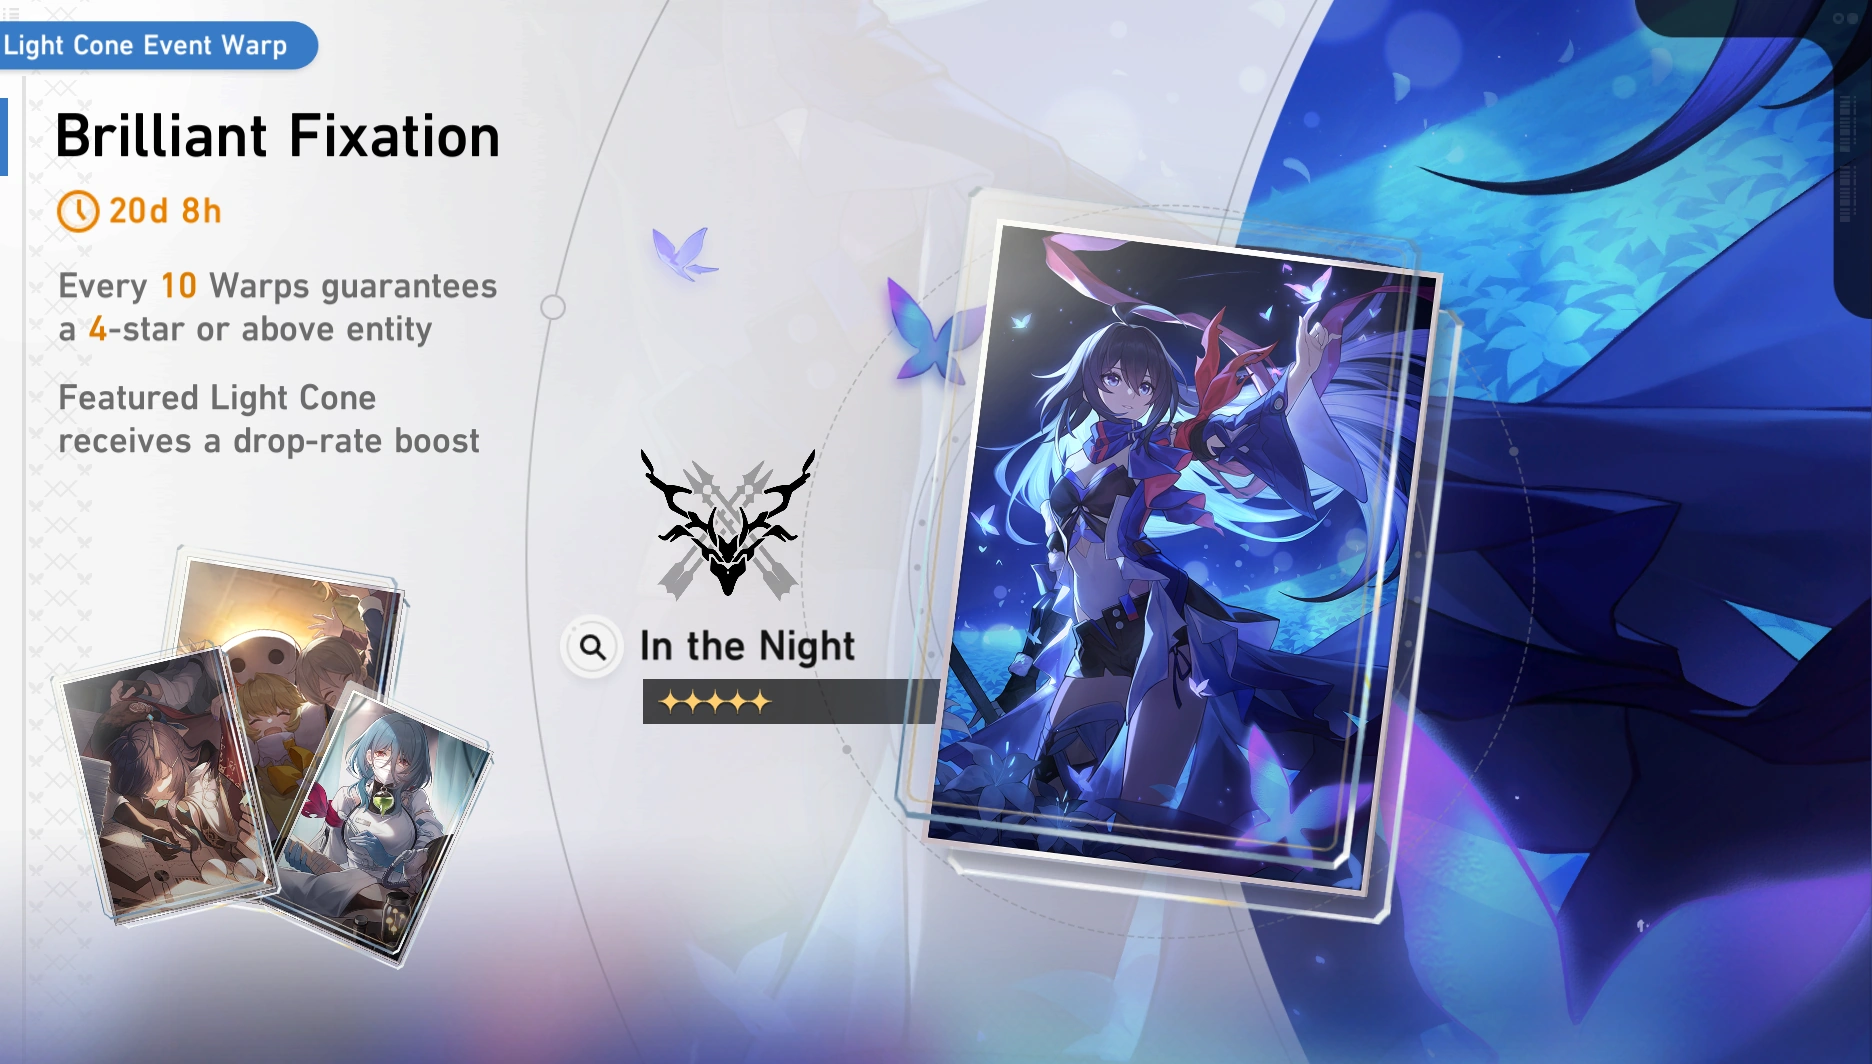 Light Cone Event Warp
Brilliant Fixation
20d 8h
Every 10 Warps guarantees
a 4-star or above entity
Featured Light Cone
receives a drop-rate boost
In the Night